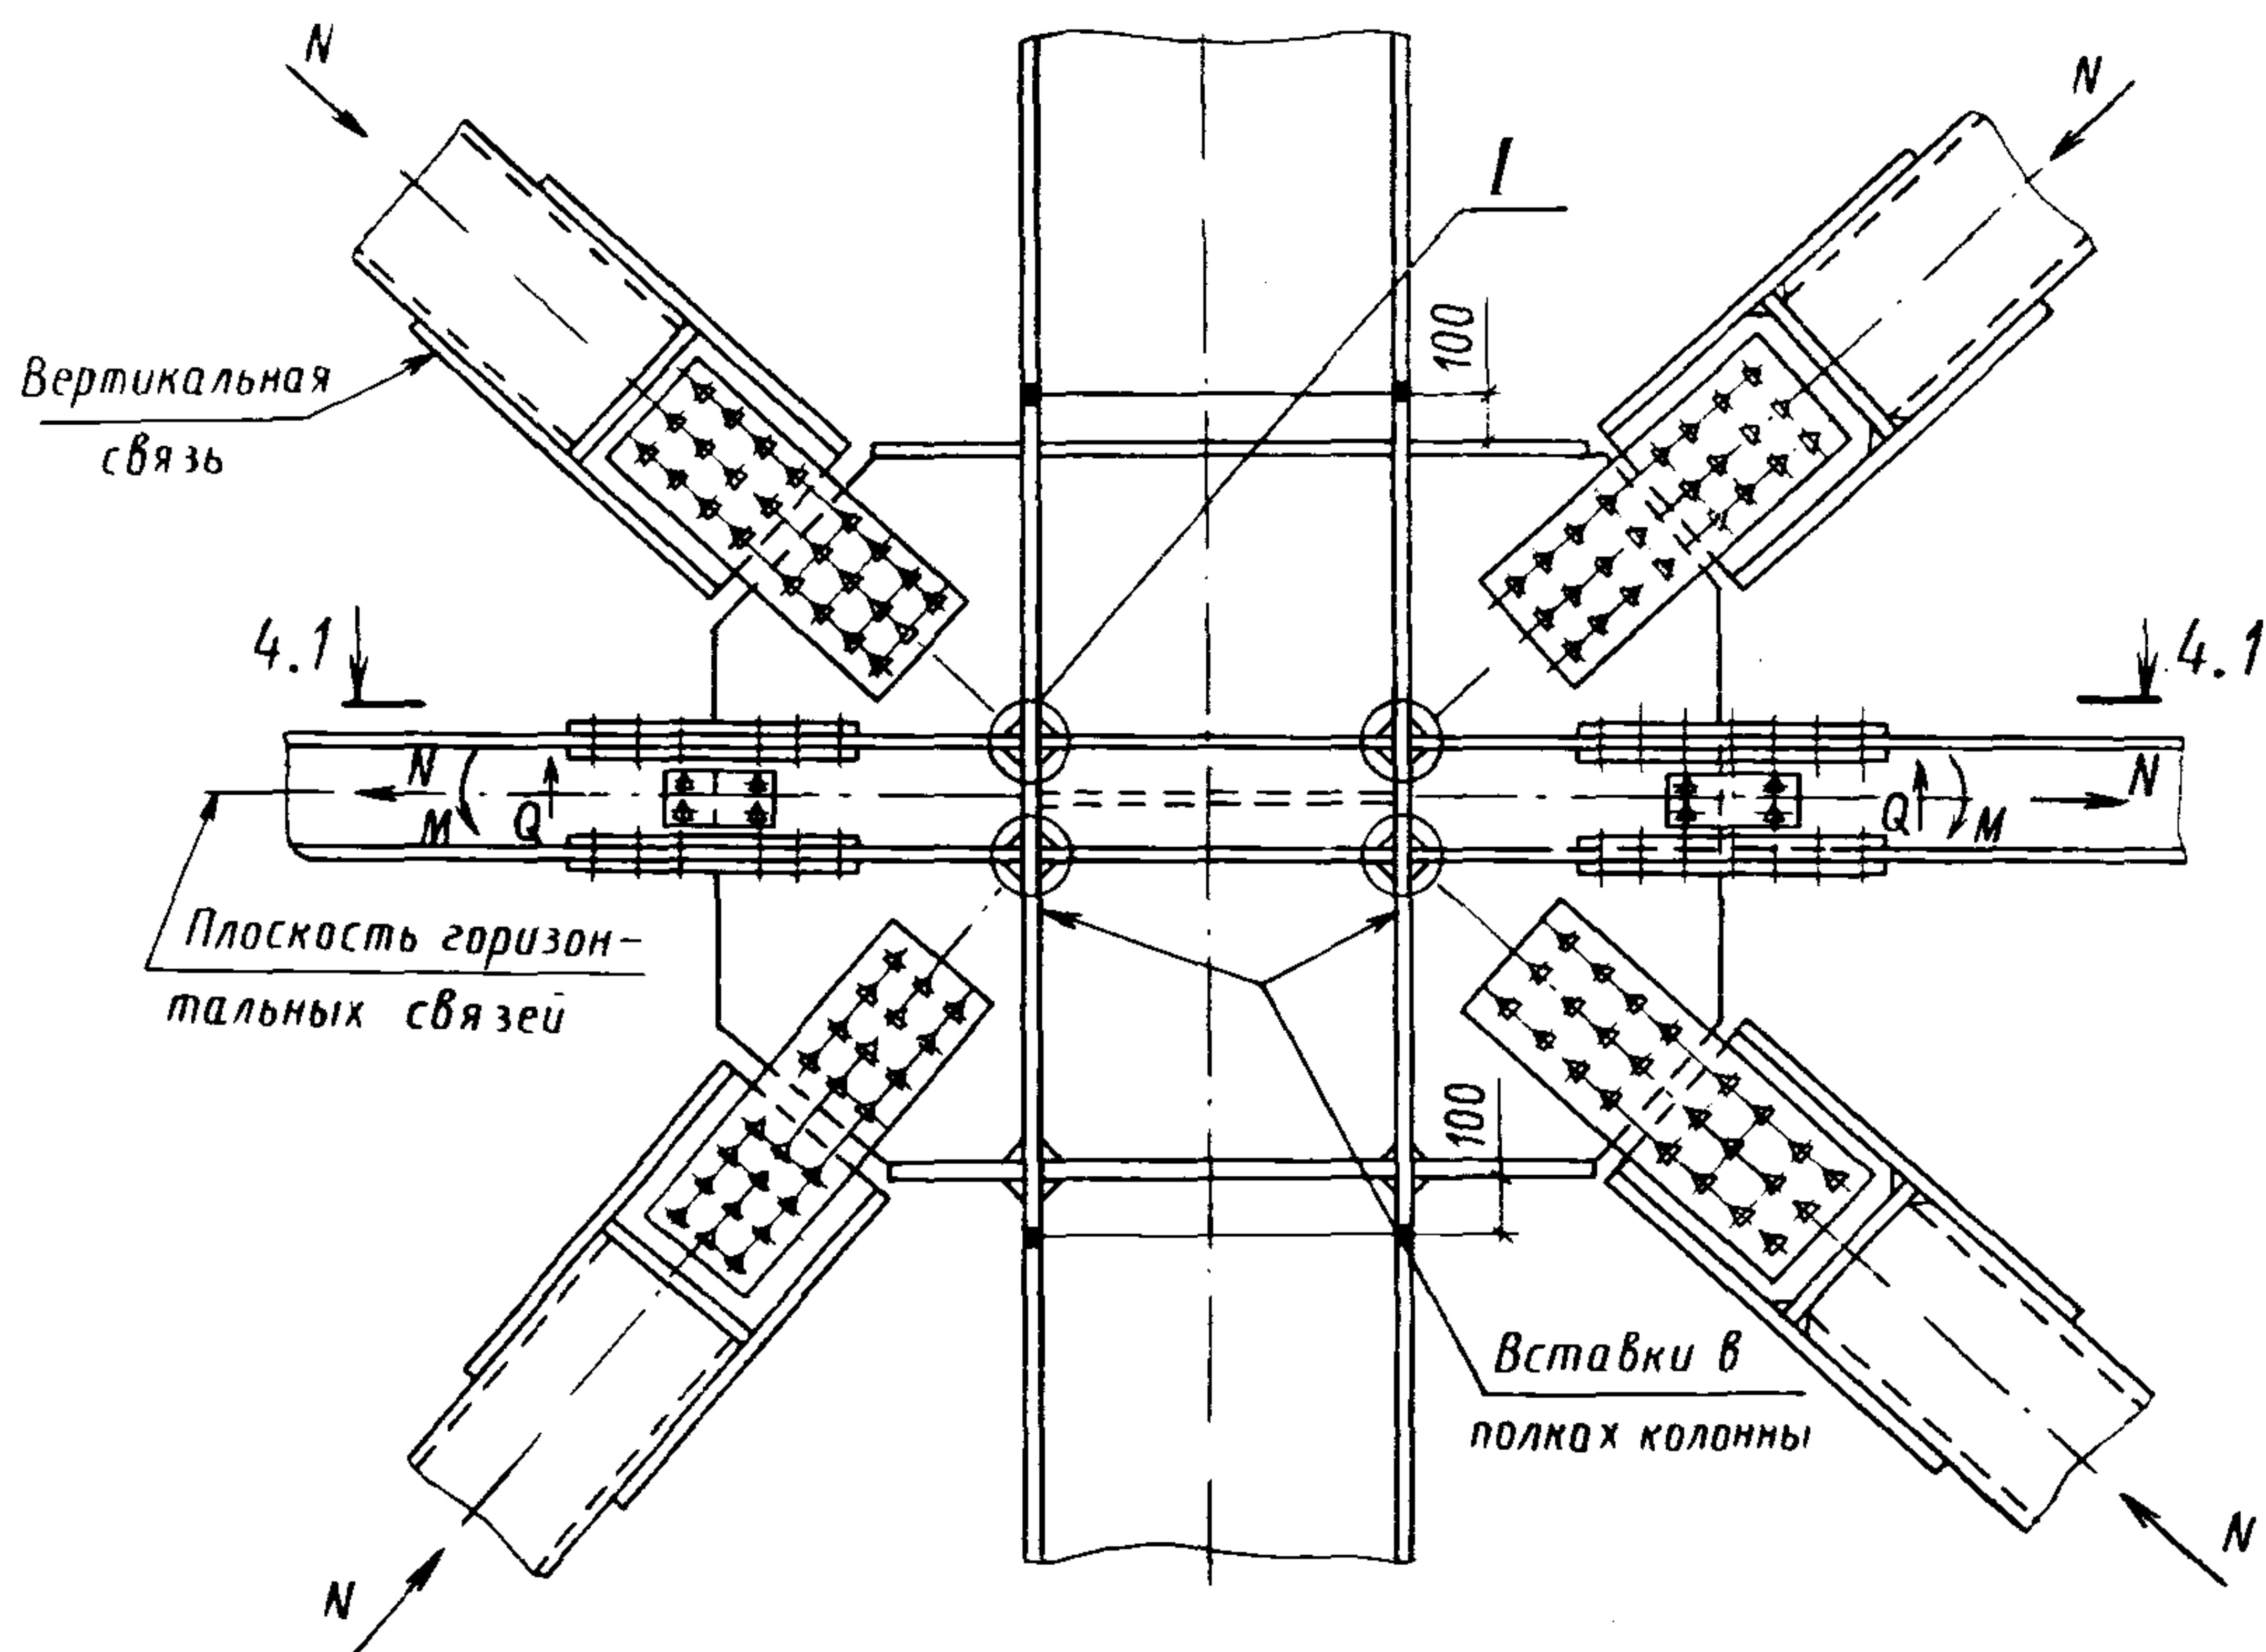 N
N
I
100
Вертикальная
связь
4.1
4.1
N
M
Q
Q
M
N
Плоскость горизон-
тальных связей
100
Вставки в
полках колонны
N
N